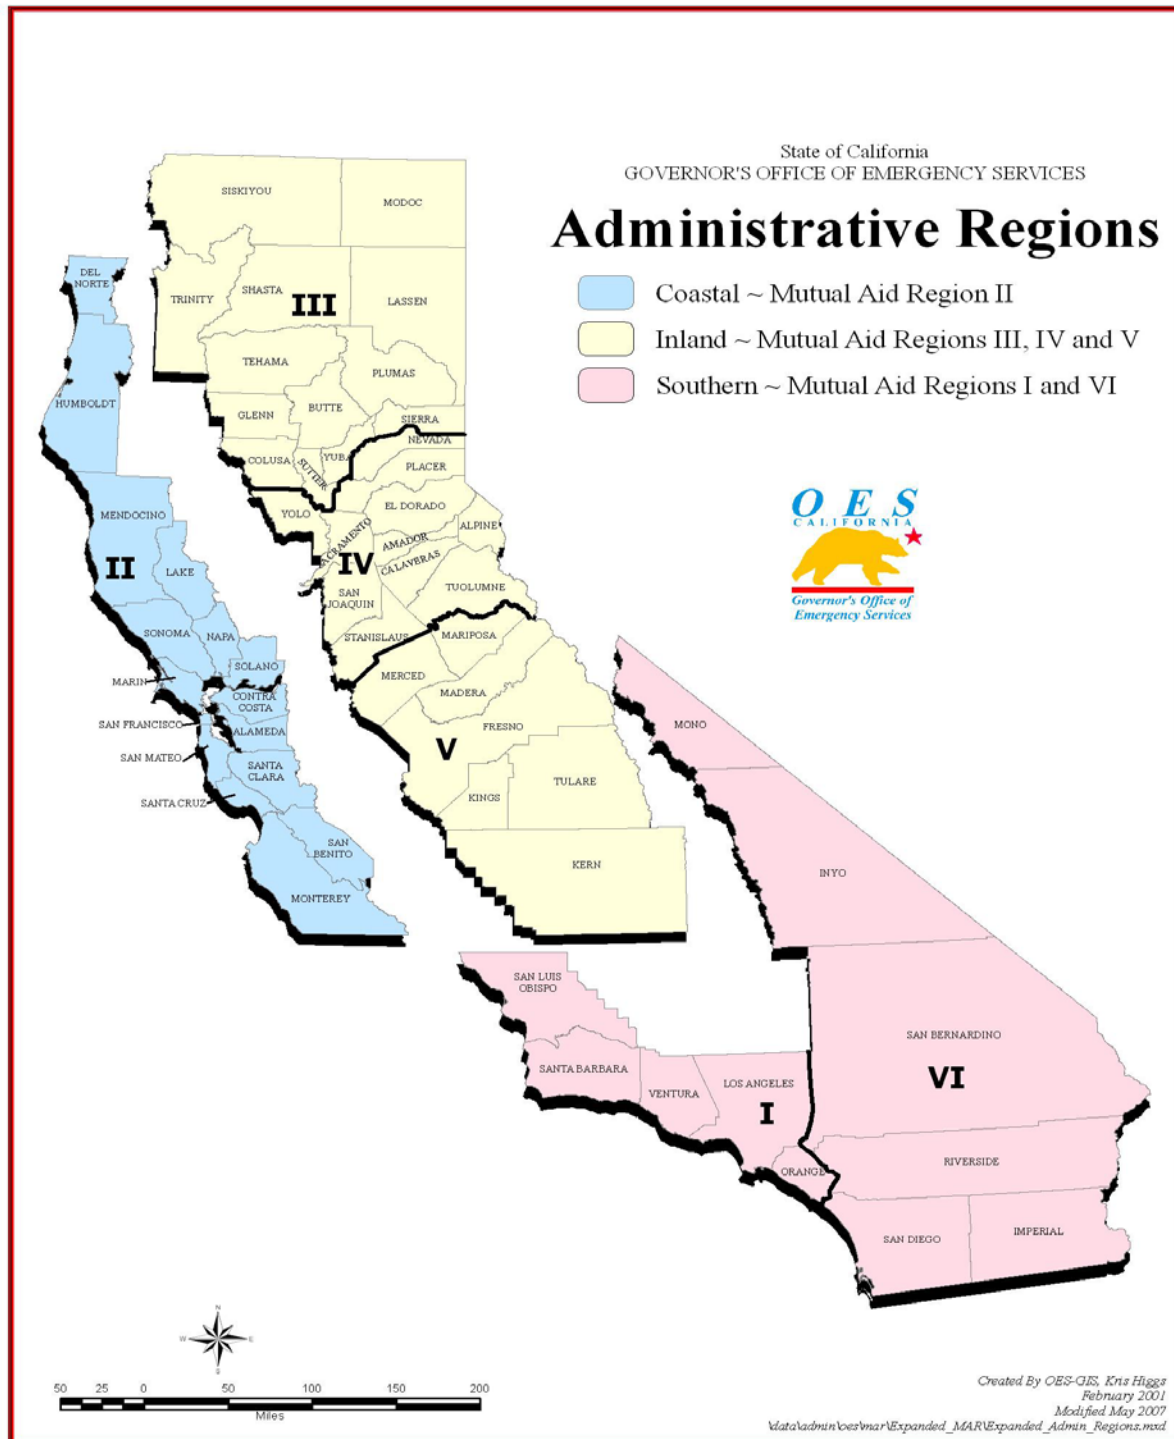 State of California
GOVERNOR'S OFFICE OF EMERGENCY SERVICES
Administrative Regions
Coastal ~ Mutual Aid Region II
Inland ~ Mutual Aid Regions III, IV and V
Southern ~ Mutual Aid Regions I and VI
OES
CALIFORNIA
Governor's Office of
Emergency Services
SISKIYOU
MODOC
DEL
NORTE
TRINITY
SHASTA
III
LASSEN
TEHAMA
PLUMAS
HUMBOLDT
GLENN
BUTTE
SIERRA
NEVADA
COLUSA
SUTTER
YUBA
PLACER
MENDOCINO
YOLO
EL DORADO
SACRAMENTO
ALPINE
AMADOR
II
LAKE
IV
CALAVERAS
SAN
JOAQUIN
TUOLUMNE
SONOMA
NAPA
STANISLAUS
MARIPOSA
SOLANO
MARIN
MERCED
MADERA
CONTRA
COSTA
SAN FRANCISCO
ALAMEDA
FRESNO
MONO
V
SAN MATEO
SANTA
CLARA
TULARE
SANTA CRUZ
KINGS
SAN
BENITO
KERN
INYO
MONTEREY
SAN LUIS
OBISPO
SAN BERNARDINO
SANTA BARBARA
VENTURA
LOS ANGELES
VI
I
ORANGE
RIVERSIDE
SAN DIEGO
IMPERIAL
N
W
E
S
50 25 0 50 100 150 200
Miles
Created By OES-GIS, Kris Higgs
February 2001
Modified May 2007
\data\admin\oes\mar\Expanded_MAR\Expanded_Admin_Regions.mxd